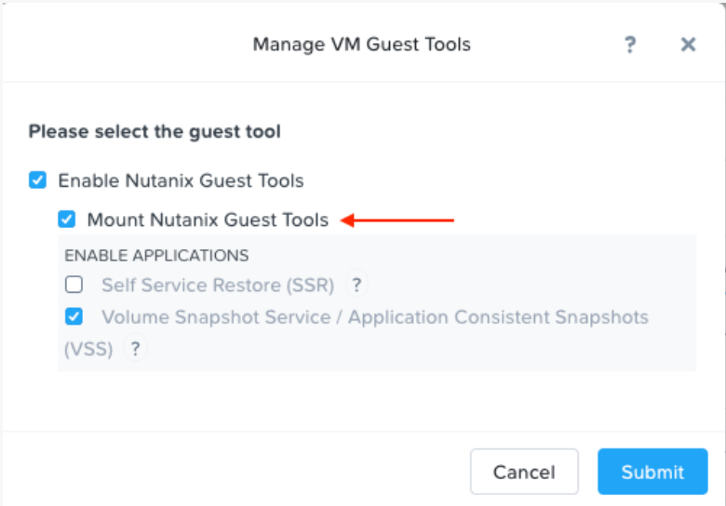 Manage VM Guest Tools ? ×
Please select the guest tool
Enable Nutanix Guest Tools
Mount Nutanix Guest Tools
ENABLE APPLICATIONS
Self Service Restore (SSR) ?
Volume Snapshot Service / Application Consistent Snapshots
(VSS) ?
Cancel Submit